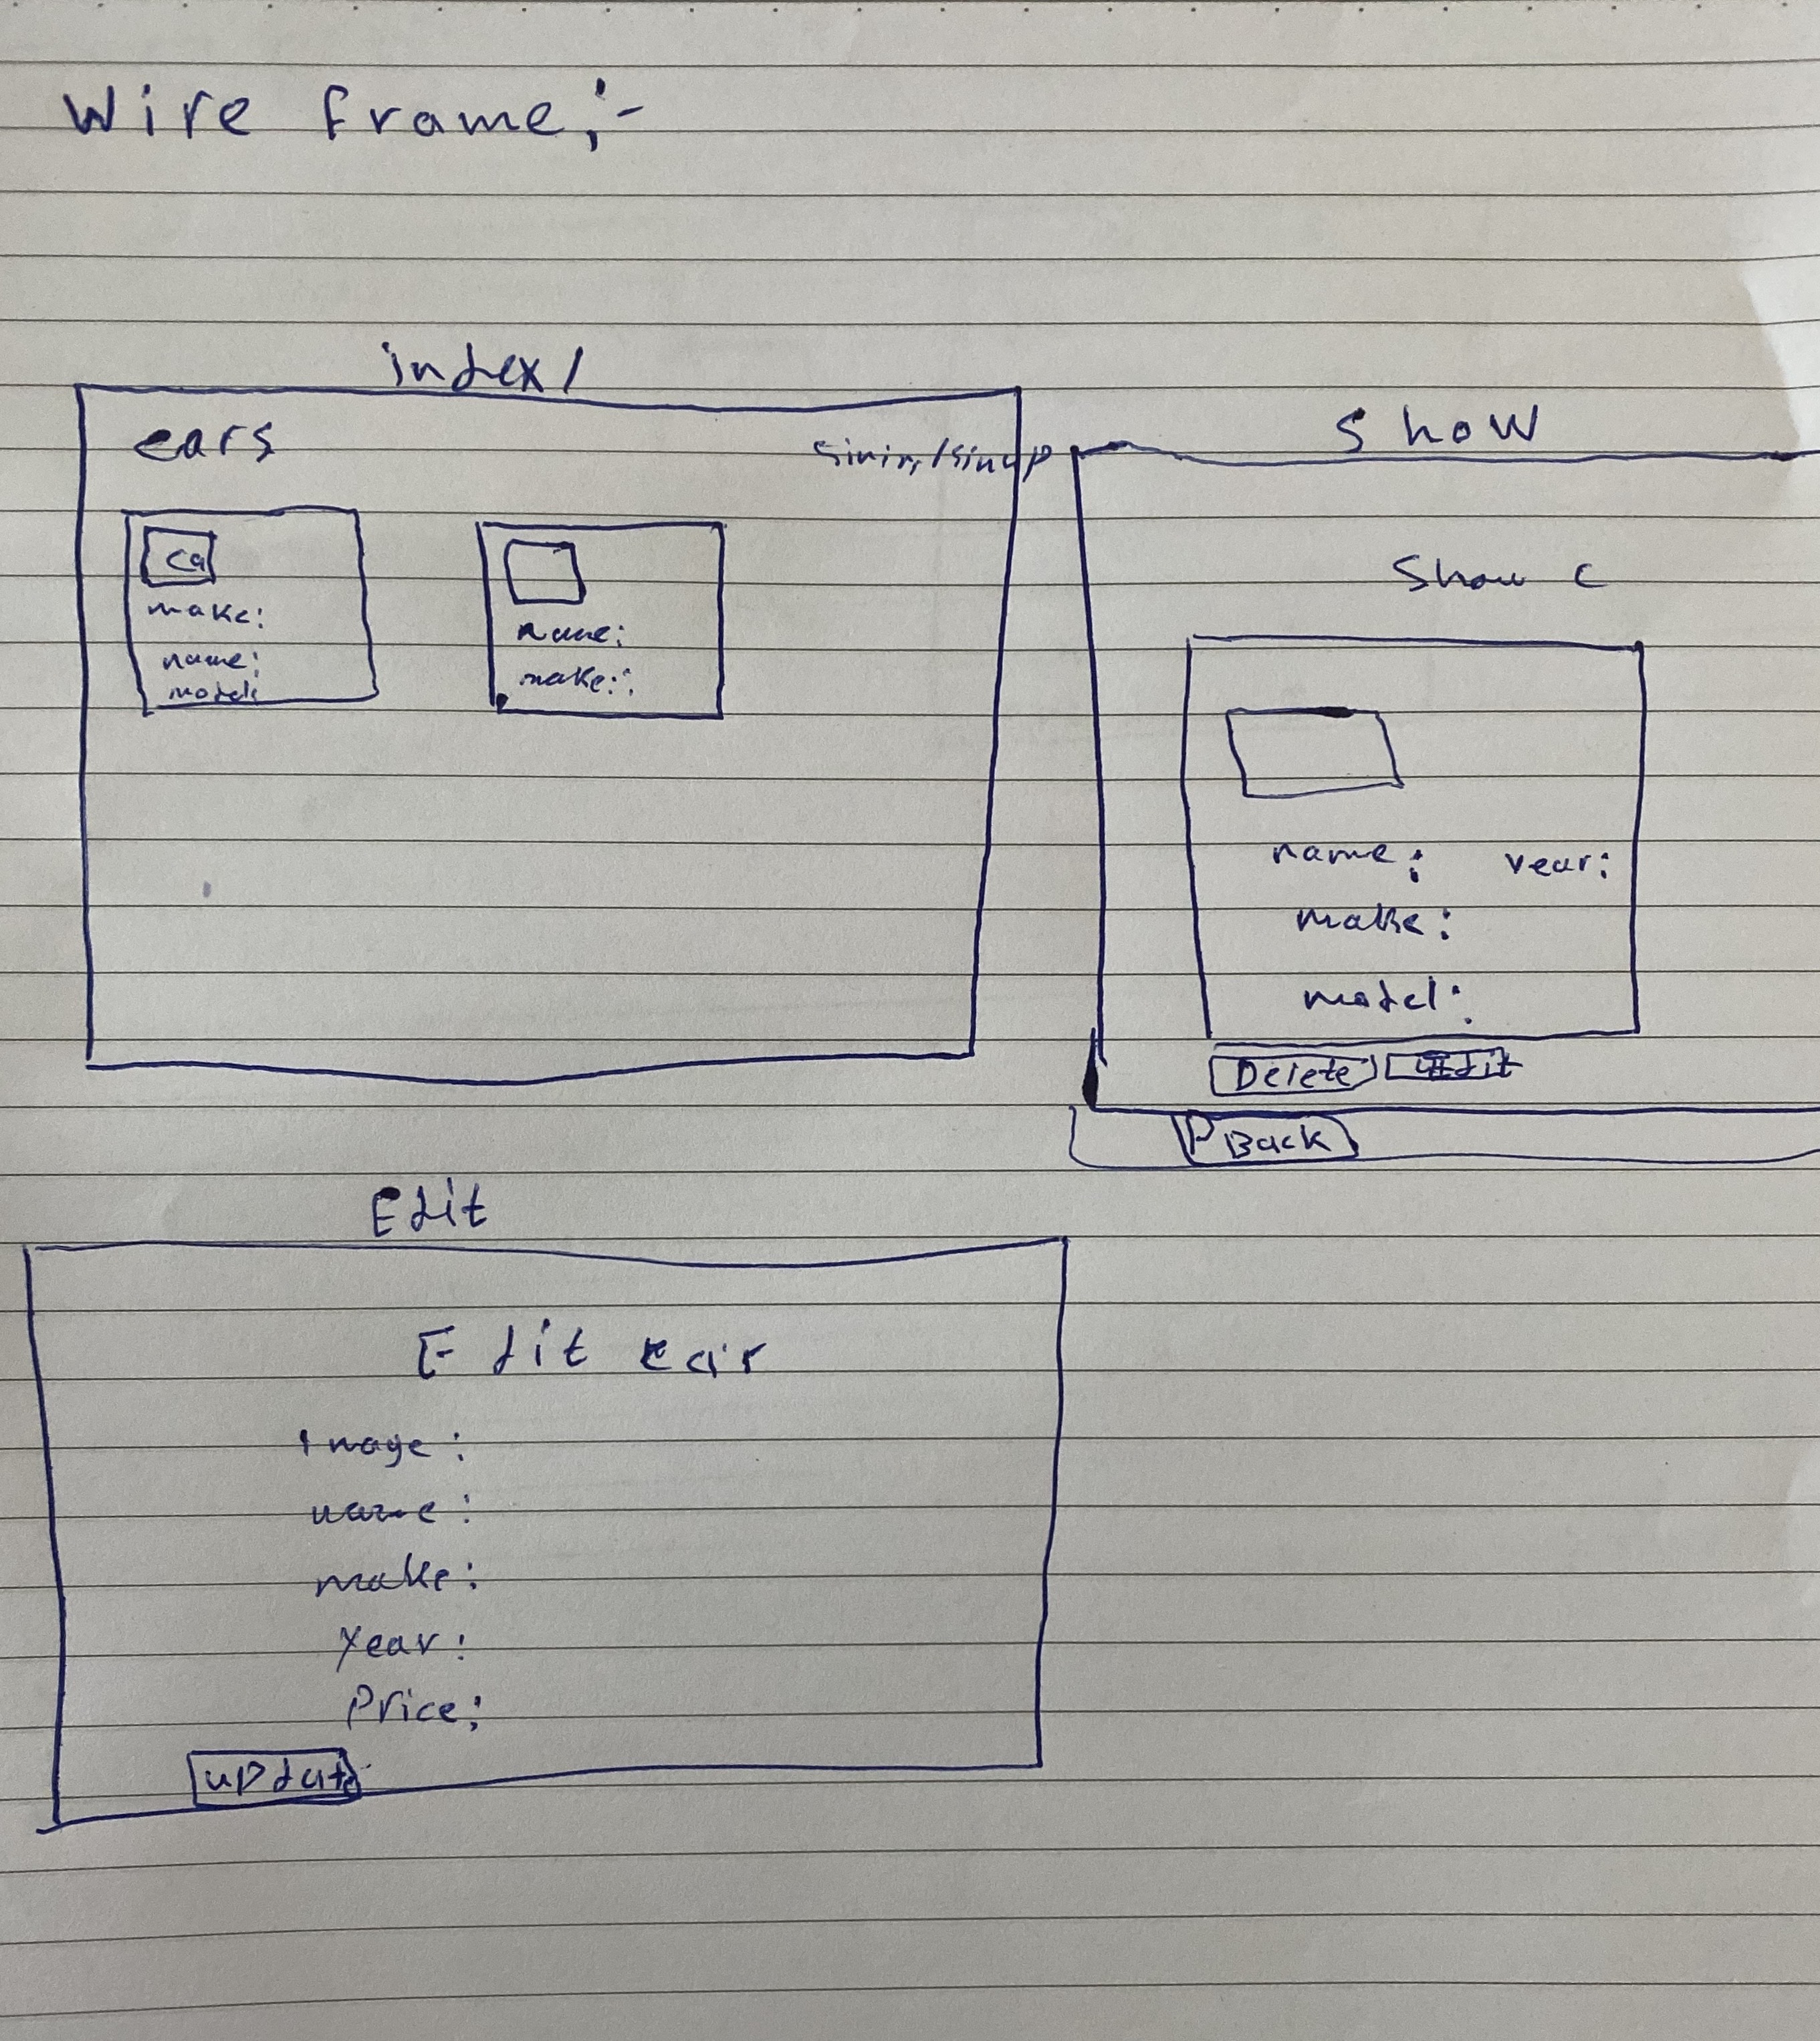 Wire frame:-
index/
cars
Sinin/sinup
ca
make:
name:
model:
name:
make:
Show
Show c
name: year:
make:
model:
Delete Edit
Back
Edit
Edit car
image:
name:
make:
Year:
Price:
update